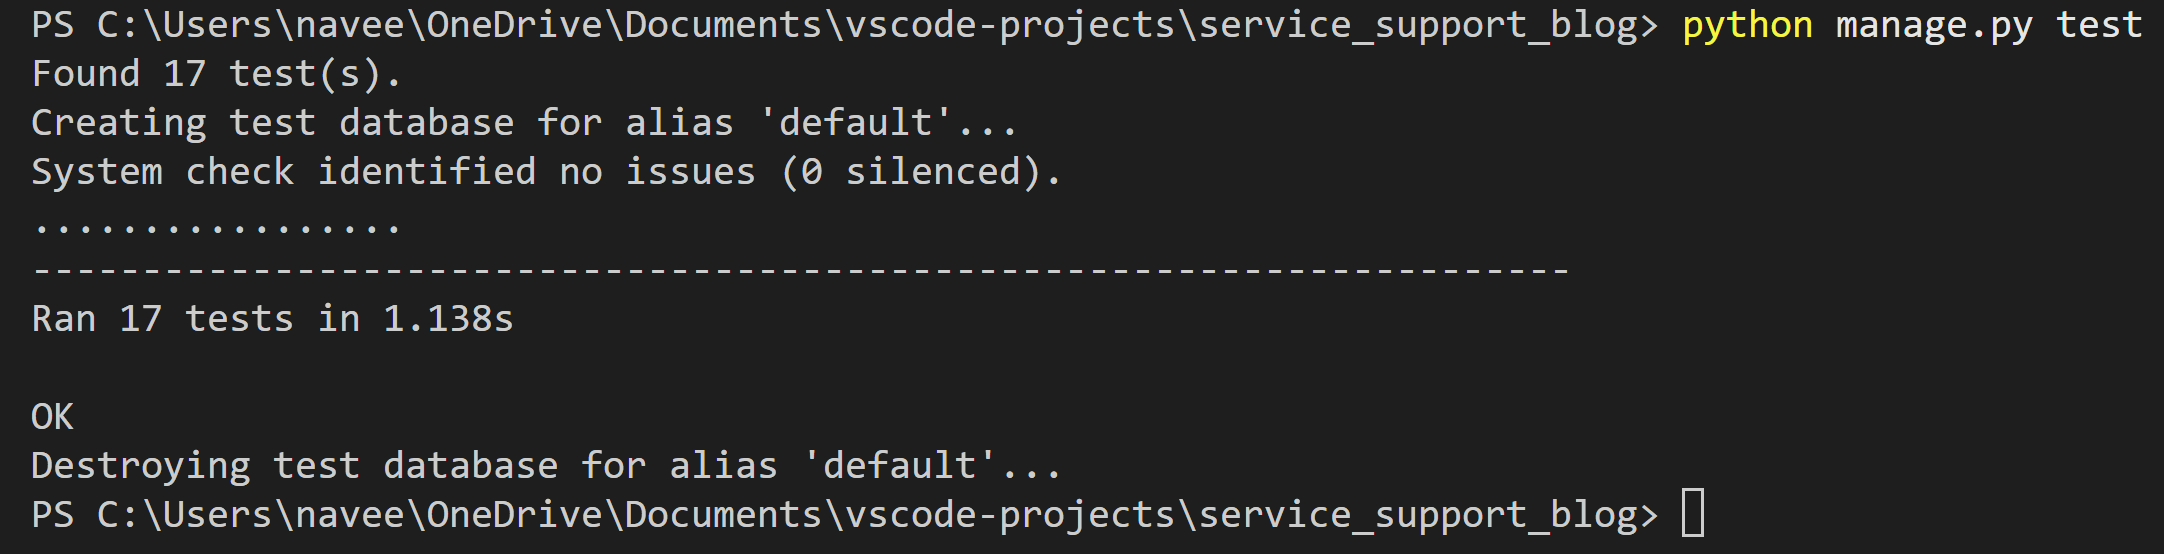 PS C:\Users\navee\OneDrive\Documents\vscode-projects\service_support_blog> python manage.py test
Found 17 test(s).
Creating test database for alias 'default'...
System check identified no issues (0 silenced).
.................
----------------------------------------------------------------------
Ran 17 tests in 1.138s

OK
Destroying test database for alias 'default'...
PS C:\Users\navee\OneDrive\Documents\vscode-projects\service_support_blog>